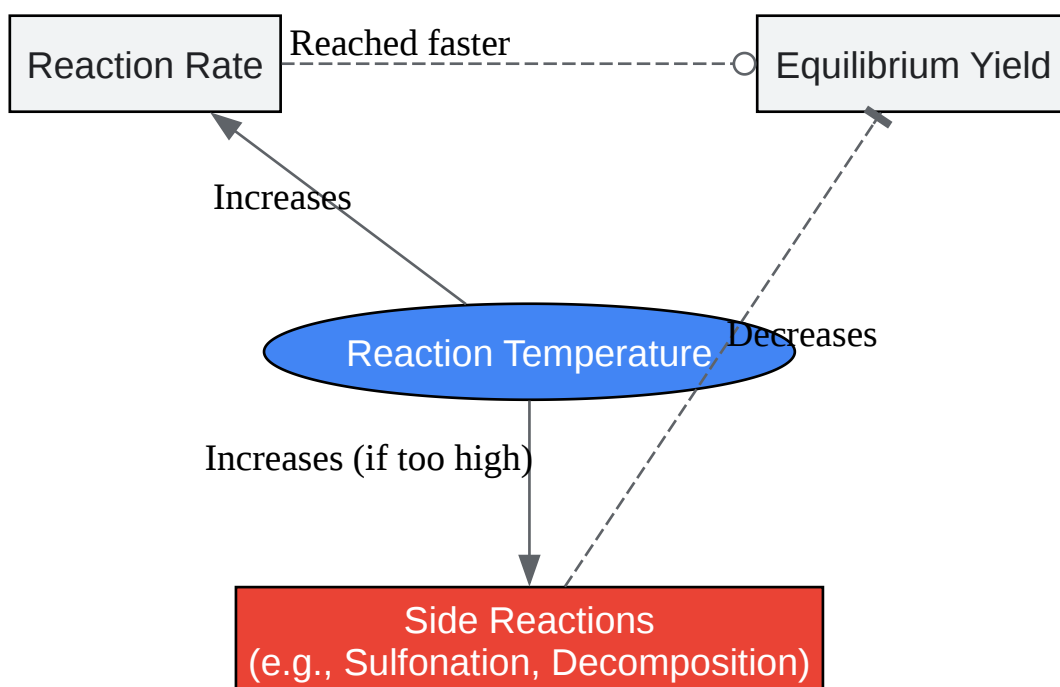 Reached faster
Reaction Rate
Equilibrium Yield
Increases
Decreases
Reaction Temperature
Increases (if too high)
Side Reactions
(e.g., Sulfonation, Decomposition)